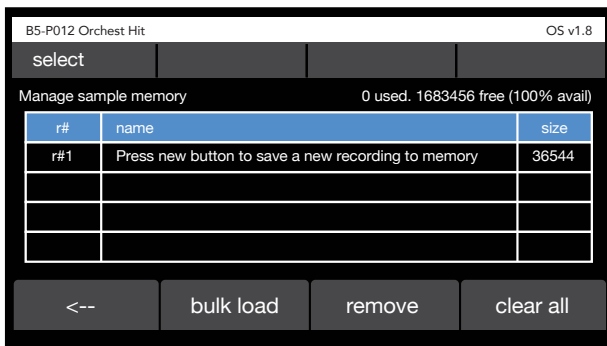 B5-P012 Orchest Hit OS v1.8
select
Manage sample memory 0 used. 1683456 free (100% avail)
r# name size
r#1 Press new button to save a new recording to memory 36544
<-- bulk load remove clear all